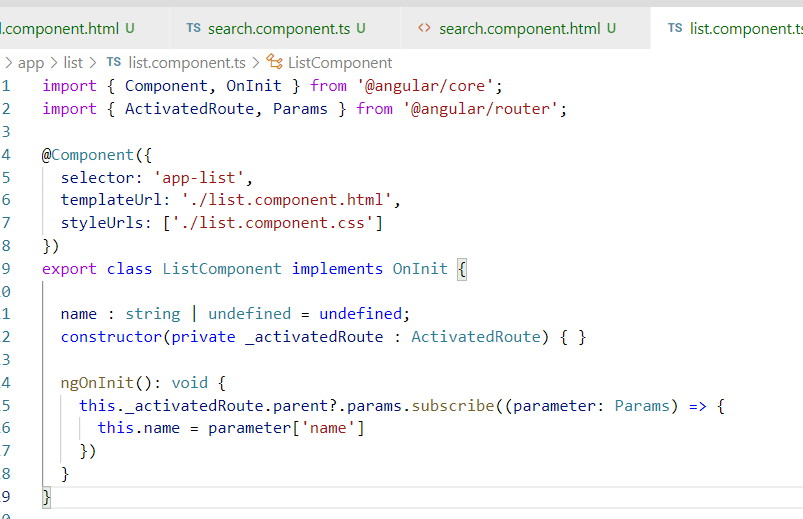 l.component.html U TS search.component.ts U <> search.component.html U TS list.component.ts
> app > list > TS list.component.ts > ListComponent
1 import { Component, OnInit } from '@angular/core';
2 import { ActivatedRoute, Params } from '@angular/router';
3
4 @Component({
5 selector: 'app-list',
6 templateUrl: './list.component.html',
7 styleUrls: ['./list.component.css']
8 })
9 export class ListComponent implements OnInit {
0
1 name : string | undefined = undefined;
2 constructor(private _activatedRoute : ActivatedRoute) { }
3
4 ngOnInit(): void {
5 this._activatedRoute.parent?.params.subscribe((parameter: Params) => {
6 this.name = parameter['name']
7 })
8 }
9 }